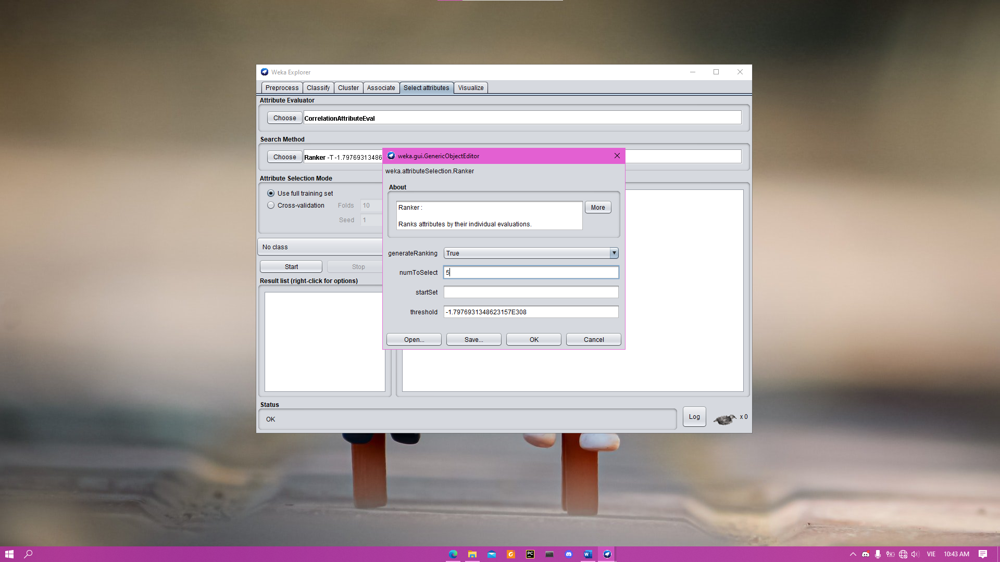 Weka Explorer
Preprocess Classify Cluster Associate Select attributes Visualize
Attribute Evaluator
Choose CorrelationAttributeEval
Search Method
Choose Ranker -T -1.79769313486
weka.gui.GenericObjectEditor
weka.attributeSelection.Ranker
About
Ranker :
Ranks attributes by their individual evaluations.
More
generateRanking True
numToSelect 5
startSet
threshold -1.7976931348623157E308
Open... Save... OK Cancel
Attribute Selection Mode
Use full training set
Cross-validation Folds 10
Seed 1
No class
Start Stop
Result list (right-click for options)
Status
OK
Log x 0
PC
W
VIE 10:43 AM